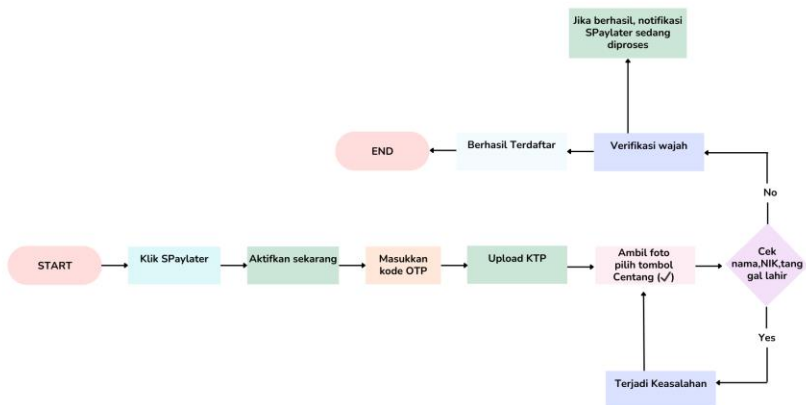 Jika berhasil, notifikasi
SPaylater sedang
diproses
END
Berhasil Terdaftar
Verifikasi wajah
No
START
Klik SPaylater
Aktifkan sekarang
Masukkan
kode OTP
Upload KTP
Ambil foto
pilih tombol
Centang (✓)
Cek
nama,NIK,tang
gal lahir
Yes
Terjadi Keasalahan